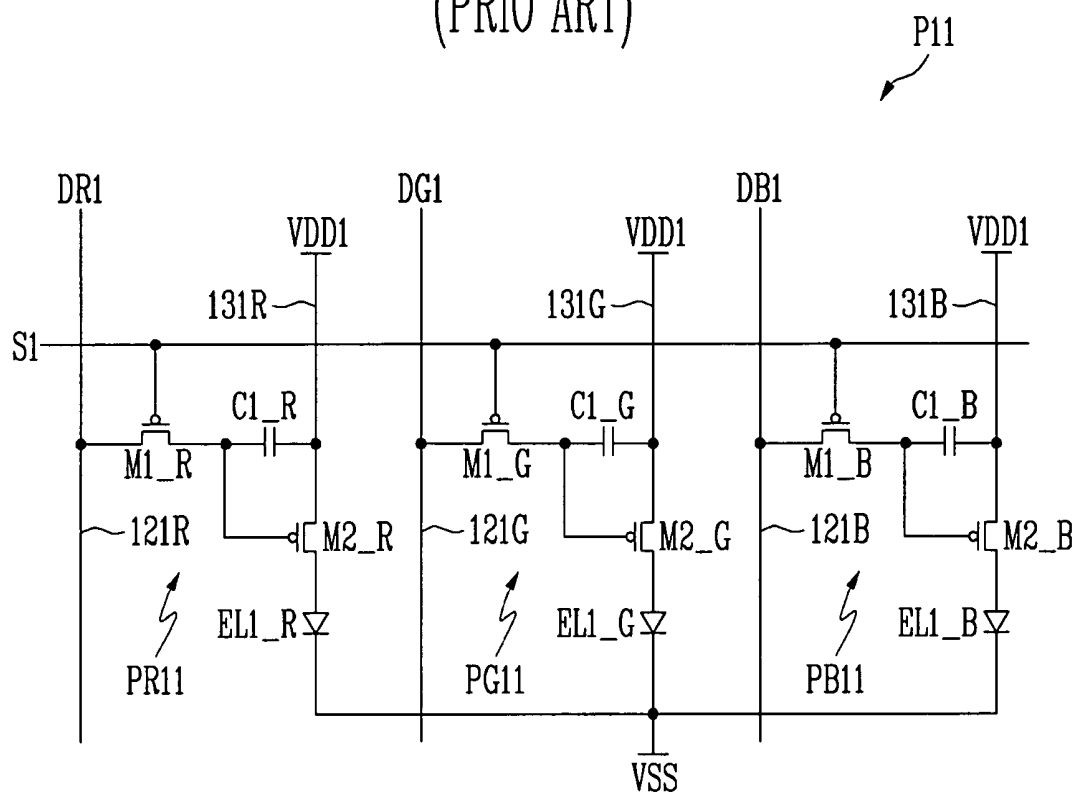 (PRIO ART)
P11
DR1
DG1
DB1
VDD1
VDD1
VDD1
131R
131G
131B
S1
C1_R
C1_G
C1_B
M1_R
M1_G
M1_B
121R
M2_R
121G
M2_G
121B
M2_B
EL1_R
EL1_G
EL1_B
PR11
PG11
PB11
VSS